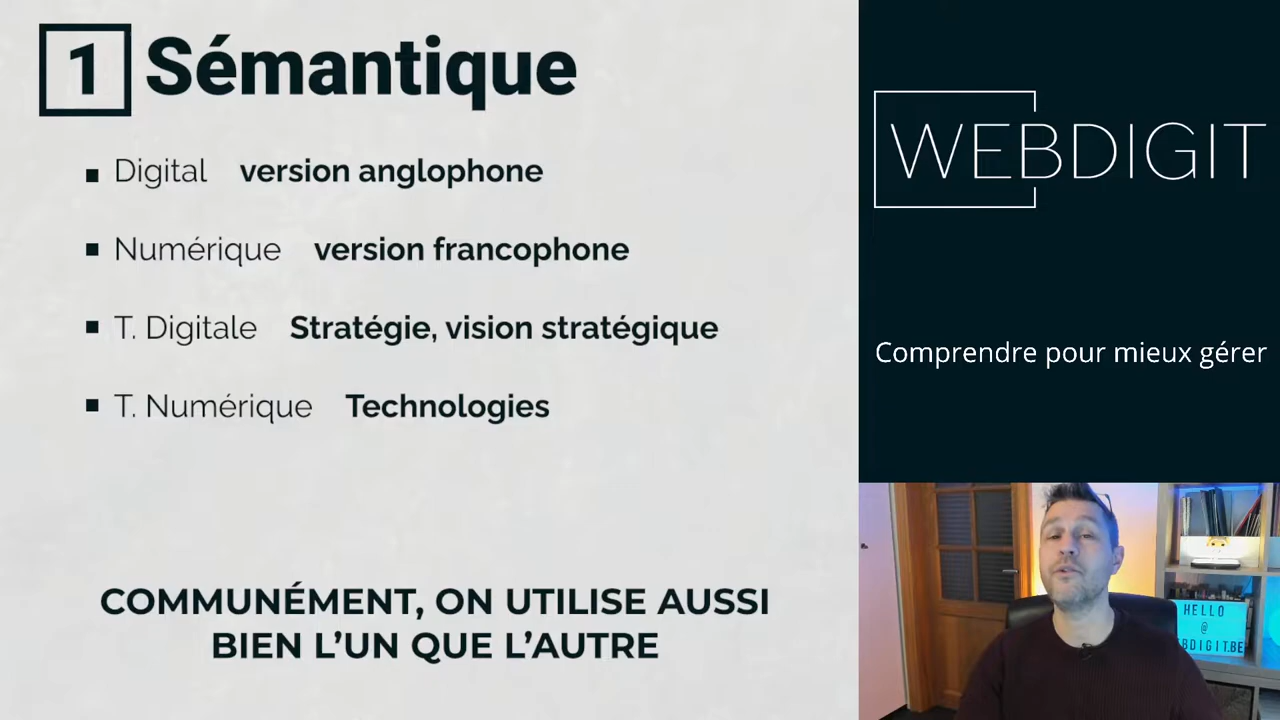 1 Sémantique
Digital version anglophone
Numérique version francophone
T. Digitale Stratégie, vision stratégique
T. Numérique Technologies
COMMUNÉMENT, ON UTILISE AUSSI
BIEN L’UN QUE L’AUTRE
WEBDIGIT
Comprendre pour mieux gérer
HELLO
@
EBDIGIT.BE